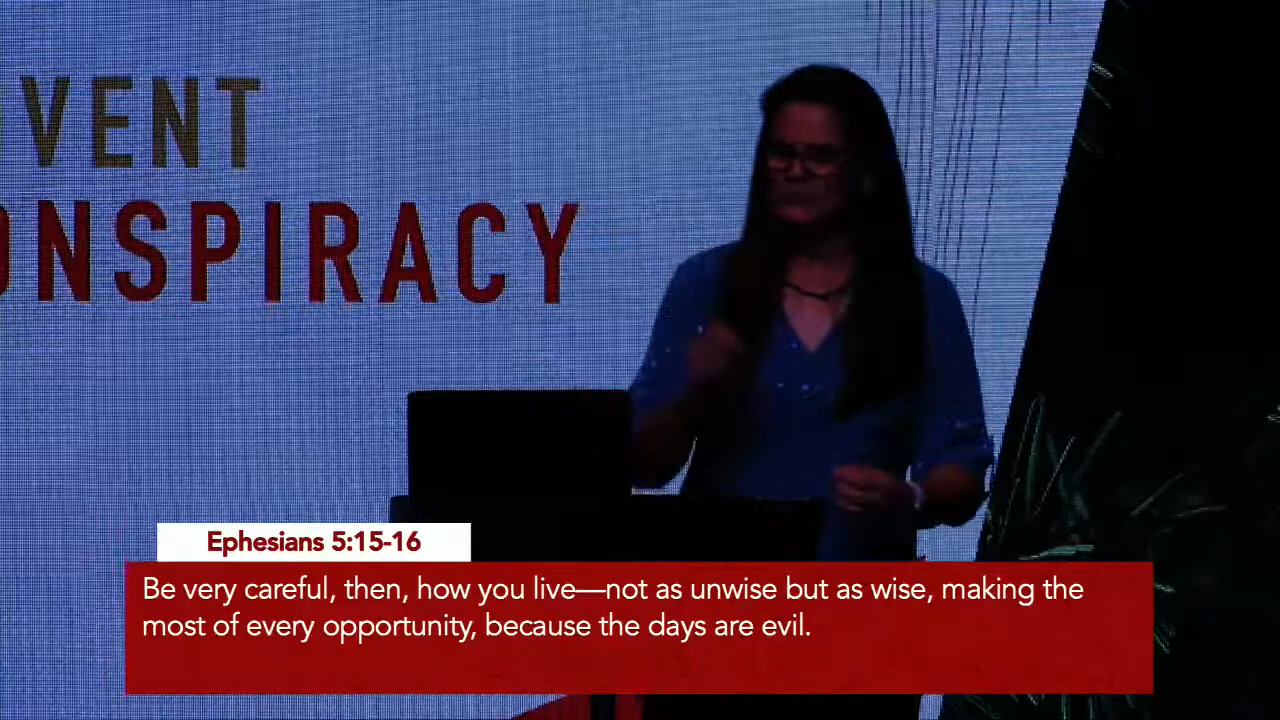 VENT
ONSPIRACY
Ephesians 5:15-16
Be very careful, then, how you live—not as unwise but as wise, making the
most of every opportunity, because the days are evil.